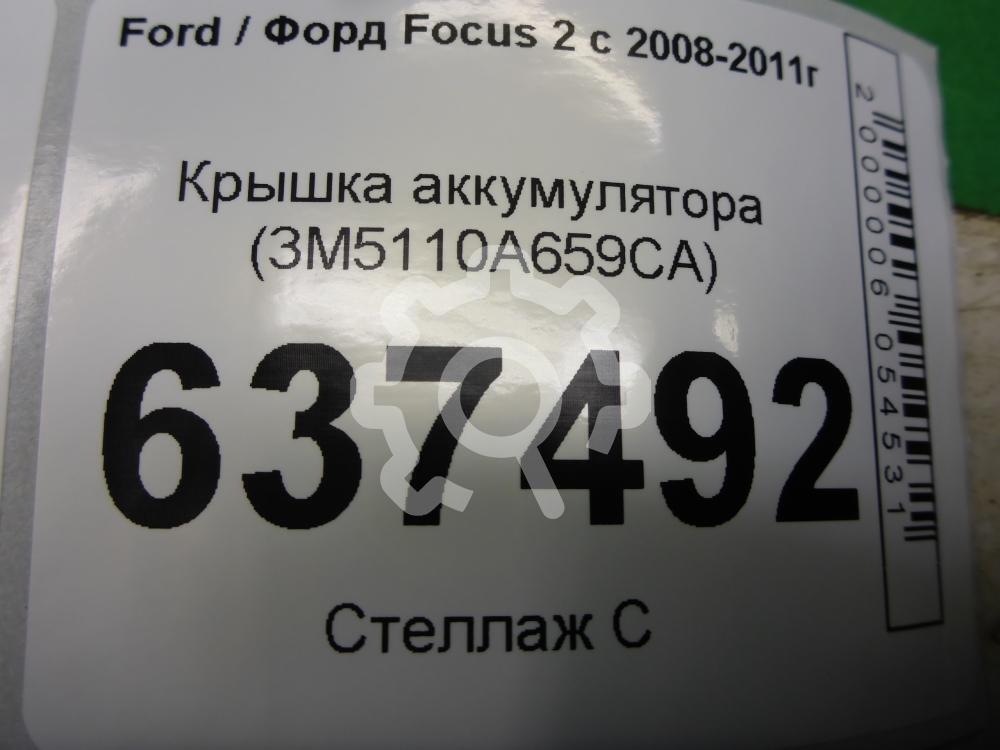 Ford / Форд Focus 2 с 2008-2011г
Крышка аккумулятора
(3M5110A659CA)
637492
Стеллаж С
2000006054531